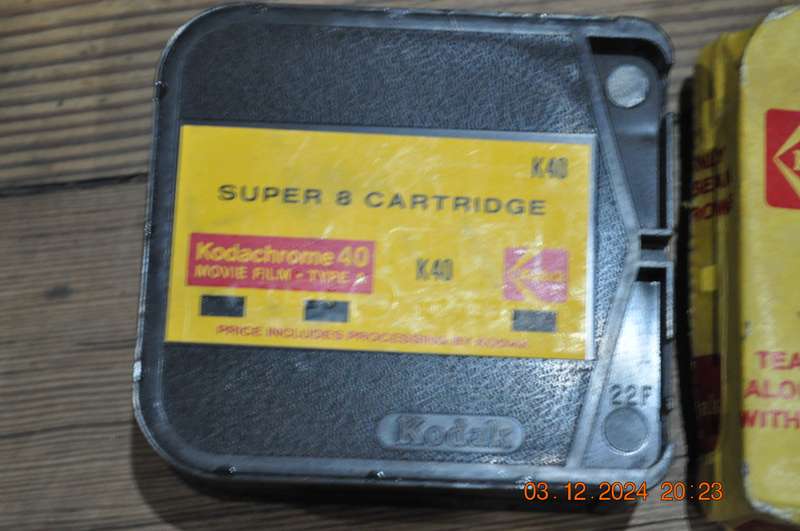 K40
SUPER 8 CARTRIDGE
Kodachrome 40
MOVIE FILM - TYPE A
K40
PRICE INCLUDES PROCESSING BY KODAK
22F
Kodak
TEA
ALO
WITH
03.12.2024 20:23